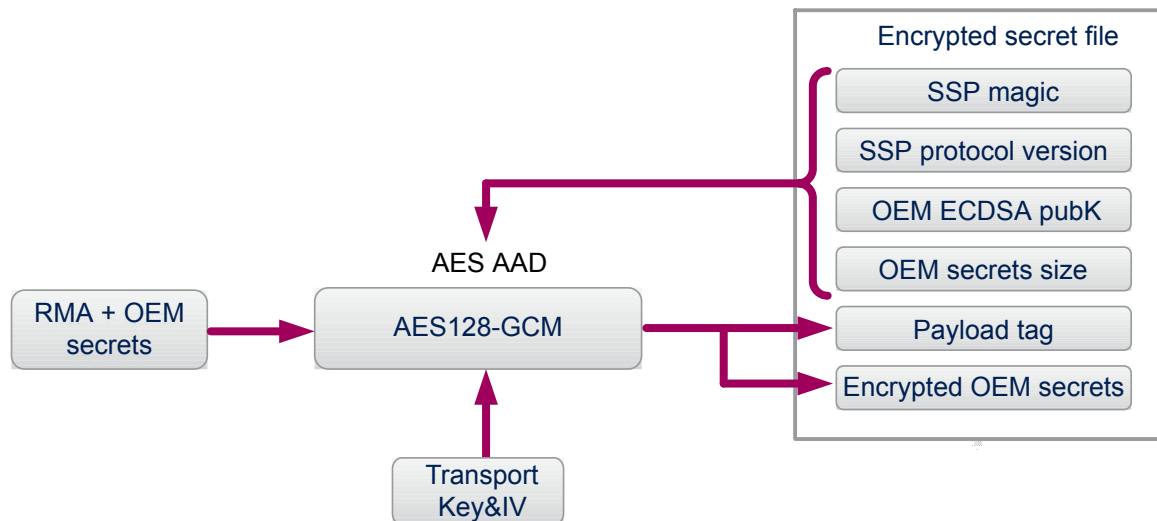 Encrypted secret file
SSP magic
SSP protocol version
OEM ECDSA pubK
OEM secrets size
Payload tag
Encrypted OEM secrets
AES AAD
AES128-GCM
RMA + OEM
secrets
Transport
Key&IV